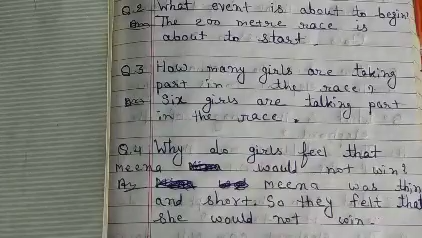 Q.2 What event is about to begin?
Ans The 200 metre race is
about to start.
Q.3 How many girls are taking
part in the race?
Ans Six girls are talking part
in the race.
Q.4 Why do girls feel that
Meena would not win?
Ans Meena was thin
and short. So they felt that
she would not win.